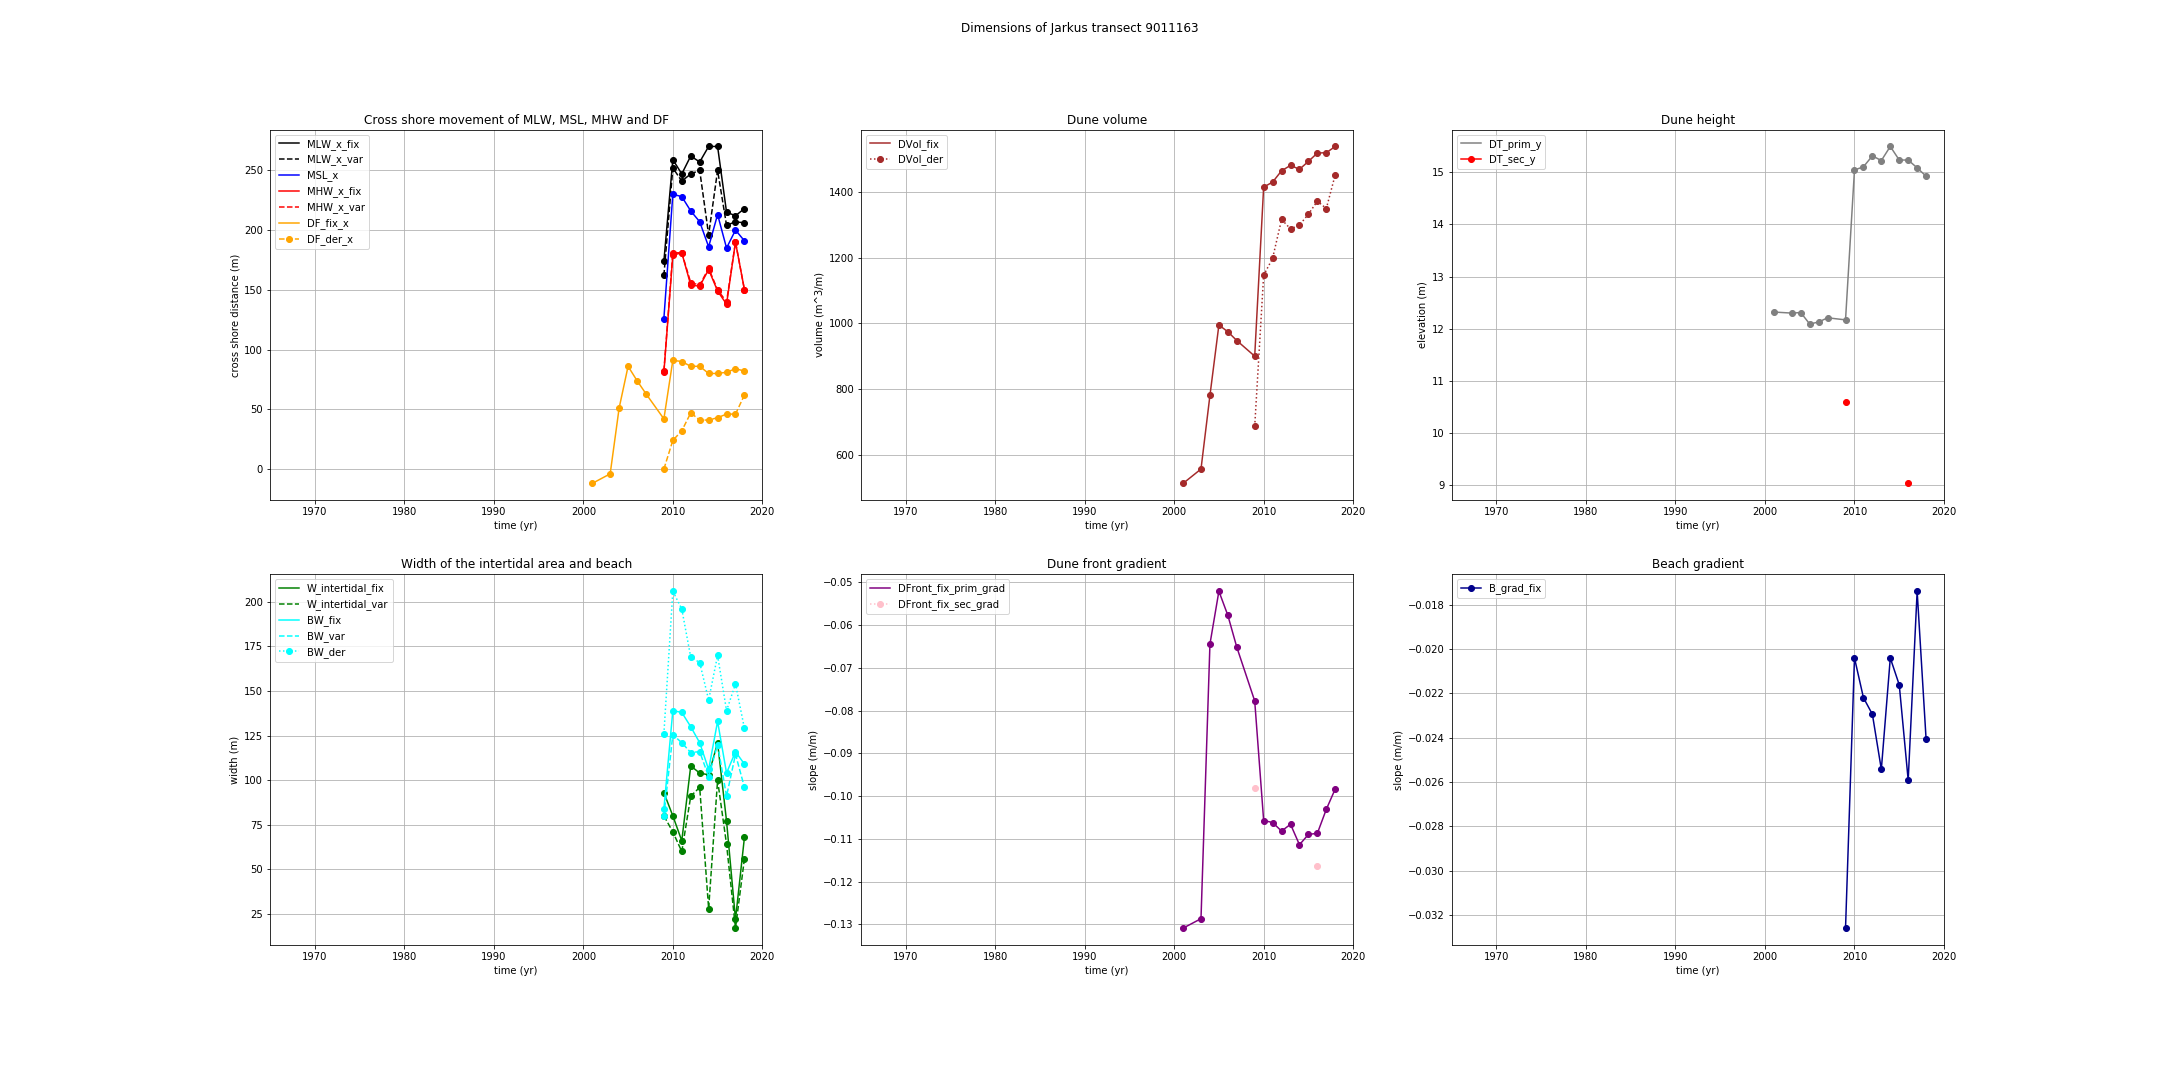 Dimensions of Jarkus transect 9011163
Cross shore movement of MLW, MSL, MHW and DF
MLW_x_fix
MLW_x_var
MSL_x
MHW_x_fix
MHW_x_var
DF_fix_x
DF_der_x
250
200
150
100
50
0
cross shore distance (m)
1970 1980 1990 2000 2010 2020
time (yr)
Dune volume
DVol_fix
DVol_der
1400
1200
1000
800
600
volume (m^3/m)
1970 1980 1990 2000 2010 2020
time (yr)
Dune height
DT_prim_y
DT_sec_y
15
14
13
12
11
10
9
elevation (m)
1970 1980 1990 2000 2010 2020
time (yr)
Width of the intertidal area and beach
W_intertidal_fix
W_intertidal_var
BW_fix
BW_var
BW_der
200
175
150
125
100
75
50
25
width (m)
1970 1980 1990 2000 2010 2020
time (yr)
Dune front gradient
DFront_fix_prim_grad
DFront_fix_sec_grad
−0.05
−0.06
−0.07
−0.08
−0.09
−0.10
−0.11
−0.12
−0.13
slope (m/m)
1970 1980 1990 2000 2010 2020
time (yr)
Beach gradient
B_grad_fix
−0.018
−0.020
−0.022
−0.024
−0.026
−0.028
−0.030
−0.032
slope (m/m)
1970 1980 1990 2000 2010 2020
time (yr)